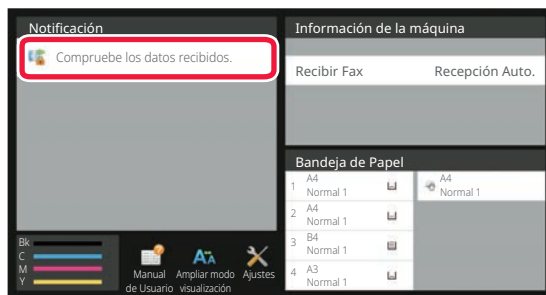 Notificación
Compruebe los datos recibidos.
Información de la máquina
Recibir Fax
Recepción Auto.
Bandeja de Papel
1 A4
Normal 1
2 A4
Normal 1
3 B4
Normal 1
4 A3
Normal 1
A4
Normal 1
Bk
C
M
Y
Manual
de Usuario
Ampliar modo
visualización
Ajustes